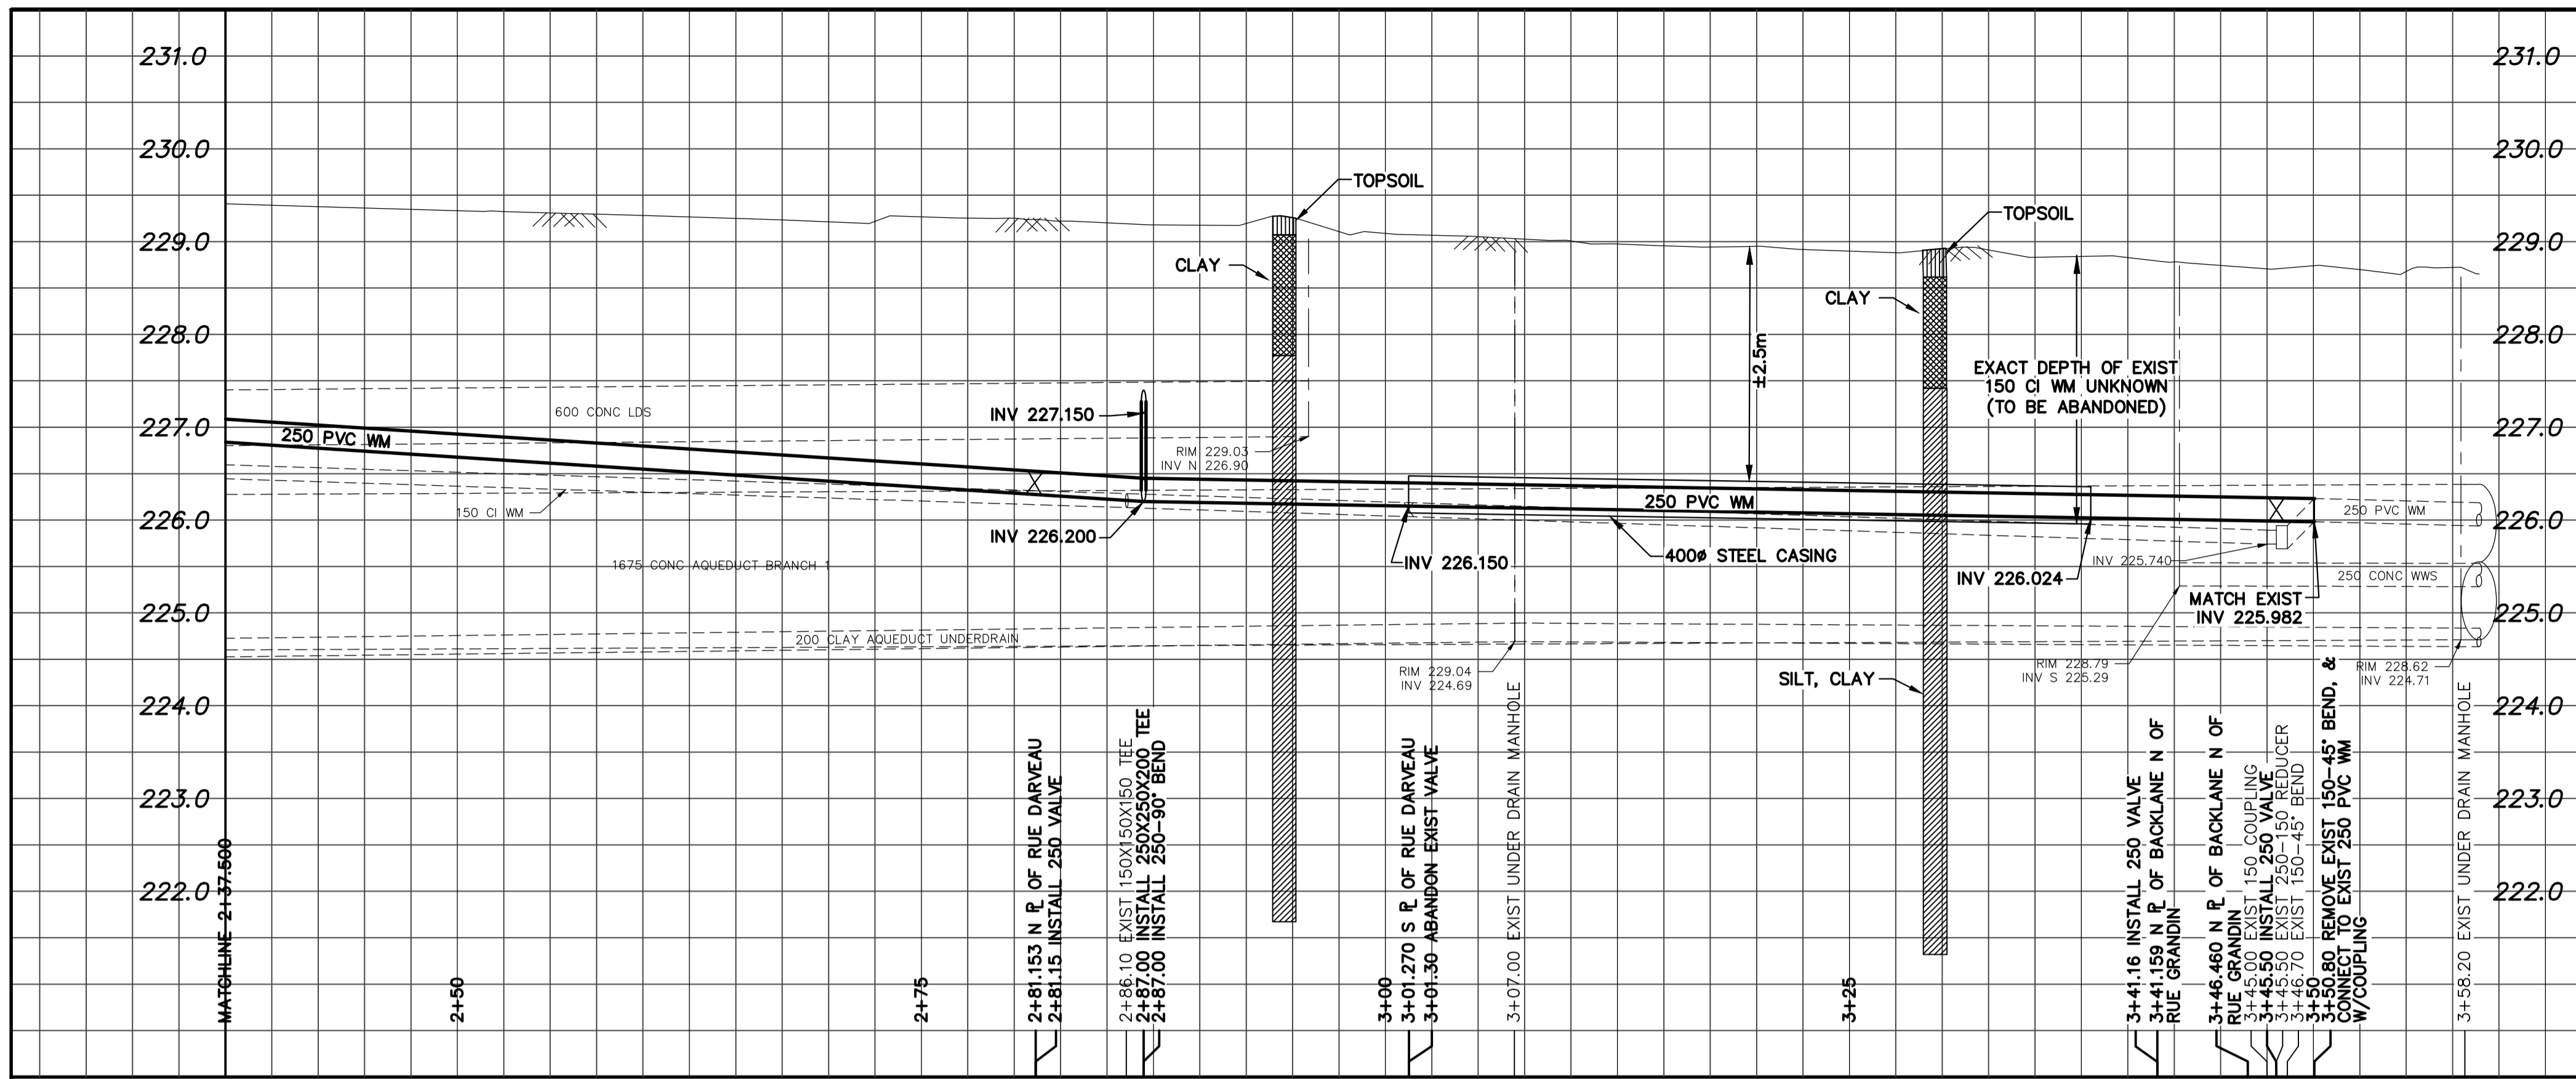 231.0
231.0
230.0
230.0
229.0
229.0
228.0
228.0
227.0
227.0
226.0
226.0
225.0
225.0
224.0
224.0
223.0
223.0
222.0
222.0
TOPSOIL
TOPSOIL
CLAY
CLAY
±2.5m
EXACT DEPTH OF EXIST
150 CI WM UNKNOWN
(TO BE ABANDONED)
600 CONC LDS
250 PVC WM
INV 227.150
RIM 229.03
INV N 226.90
150 CI WM
INV 226.200
1675 CONC AQUEDUCT BRANCH 1
250 PVC WM
INV 226.150
400ø STEEL CASING
250 PVC WM
INV 225.740
INV 226.024
250 CONC WWS
MATCH EXIST
INV 225.982
200 CLAY AQUEDUCT UNDERDRAIN
RIM 229.04
INV 224.69
SILT, CLAY
RIM 228.79
INV S 225.29
RIM 228.62
INV 224.71
MATCHLINE 2+37.500
2+50
2+75
2+81.153 N PL OF RUE DARVEAU
2+81.15 INSTALL 250 VALVE
2+86.10 EXIST 150X150X150 TEE
2+87.00 INSTALL 250X250X200 TEE
2+87.00 INSTALL 250-90° BEND
3+00
3+01.270 S PL OF RUE DARVEAU
3+01.30 ABANDON EXIST VALVE
3+07.00 EXIST UNDER DRAIN MANHOLE
3+25
3+41.16 INSTALL 250 VALVE
3+41.159 N PL OF BACKLANE N OF
RUE GRANDIN
3+46.460 N PL OF BACKLANE N OF
RUE GRANDIN
3+45.00 EXIST 150 COUPLING
3+45.50 INSTALL 250 VALVE
3+45.50 EXIST 250-150 REDUCER
3+46.70 EXIST 150-45° BEND
3+50
3+50.80 REMOVE EXIST 150-45° BEND, &
CONNECT TO EXIST 250 PVC WM
W/COUPLING
3+58.20 EXIST UNDER DRAIN MANHOLE